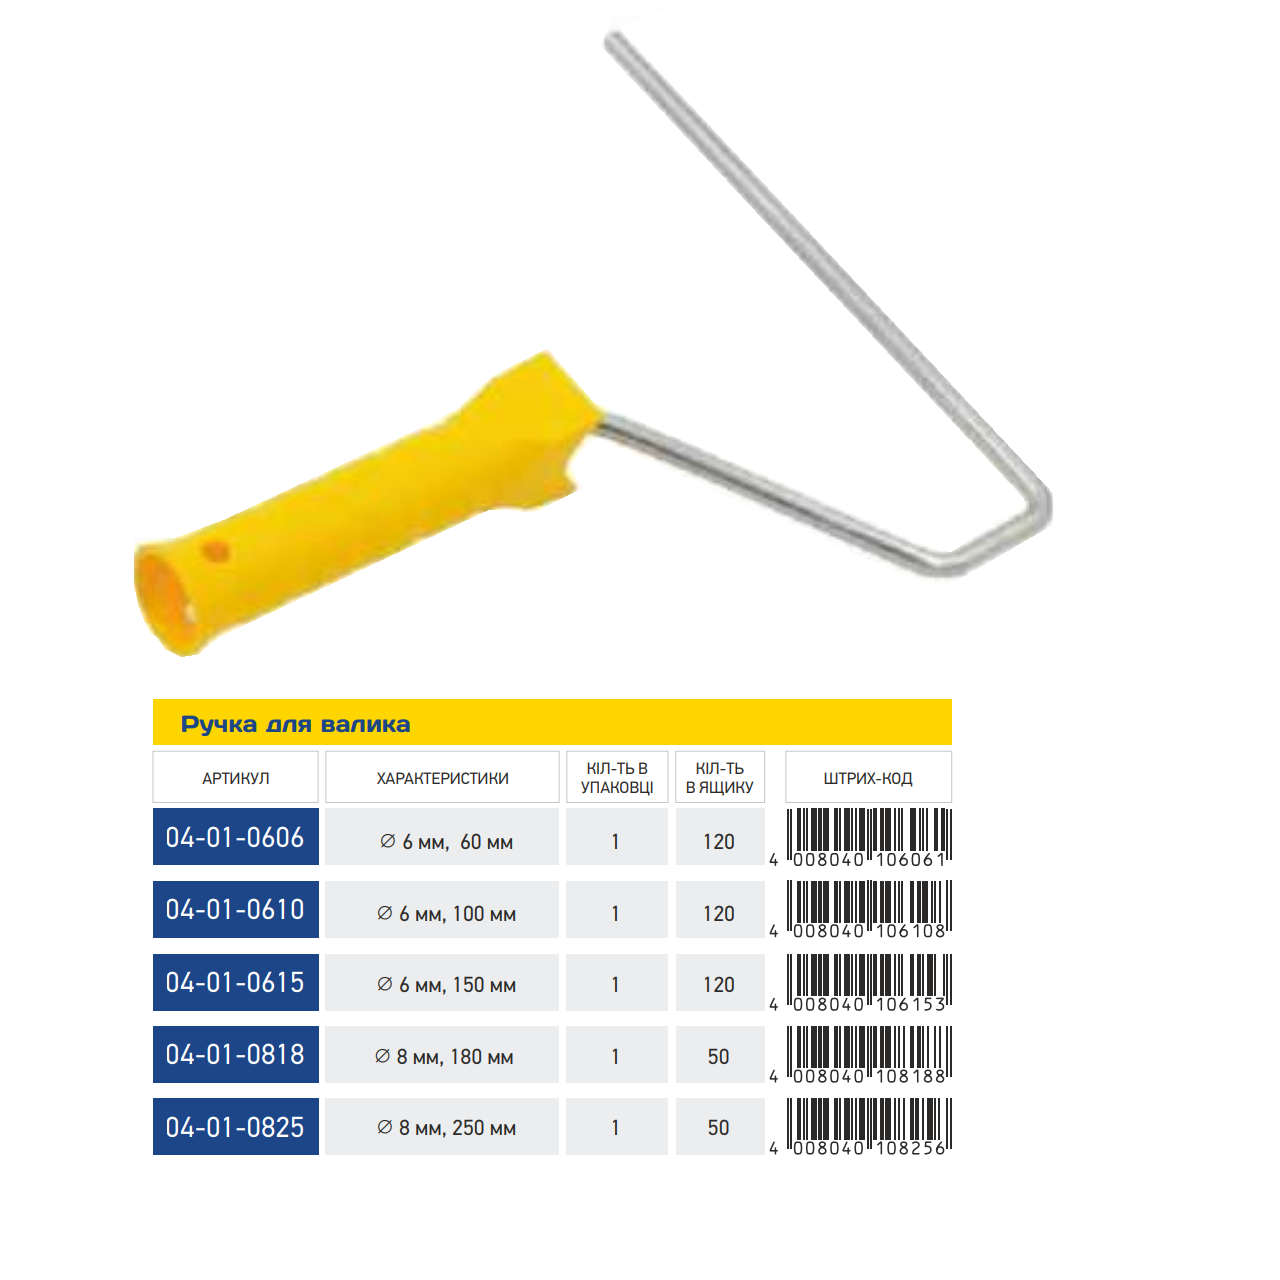 Ручка для валика
АРТИКУЛ ХАРАКТЕРИСТИКИ КІЛ-ТЬ В УПАКОВЦІ КІЛ-ТЬ В ЯЩИКУ ШТРИХ-КОД
04-01-0606 ∅ 6 мм, 60 мм 1 120 4 008040 106061
04-01-0610 ∅ 6 мм, 100 мм 1 120 4 008040 106108
04-01-0615 ∅ 6 мм, 150 мм 1 120 4 008040 106153
04-01-0818 ∅ 8 мм, 180 мм 1 50 4 008040 108188
04-01-0825 ∅ 8 мм, 250 мм 1 50 4 008040 108256